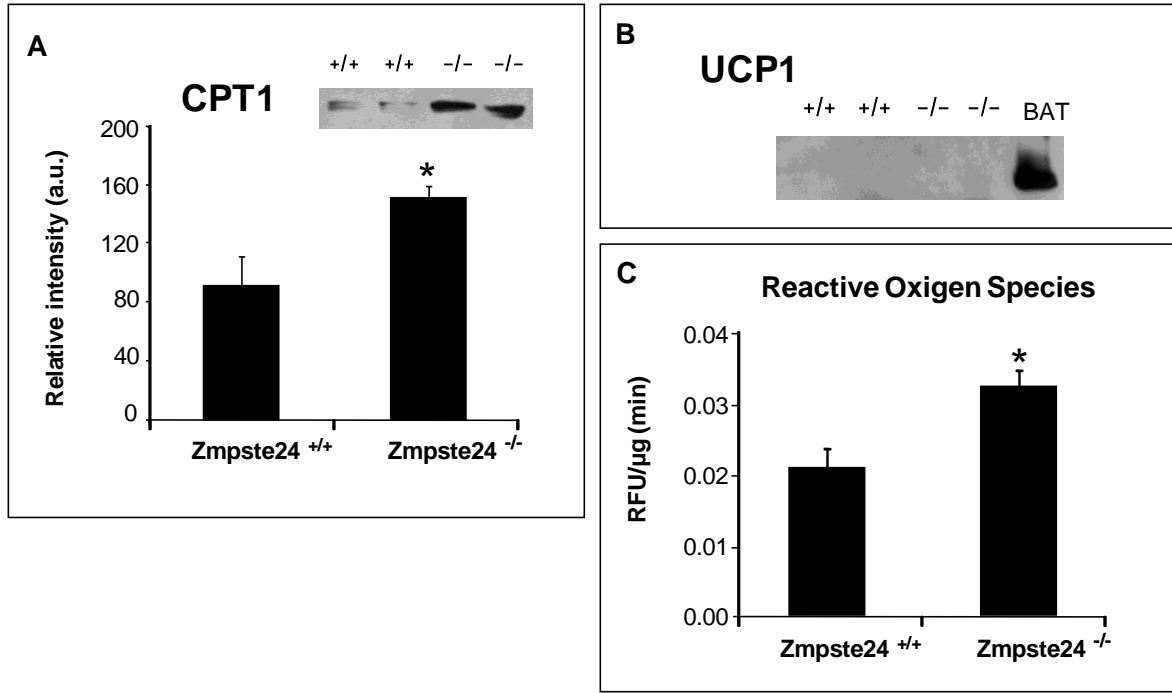 A
+/+ +/+ −/− −/−
CPT1
Relative intensity (a.u.)
200
160
120
80
40
0
*
Zmpste24 +/+ Zmpste24 -/-
B
UCP1
+/+ +/+ −/− −/− BAT
C
Reactive Oxigen Species
RFU/µg (min)
0.04
0.03
0.02
0.01
0.00
*
Zmpste24 +/+ Zmpste24 -/-